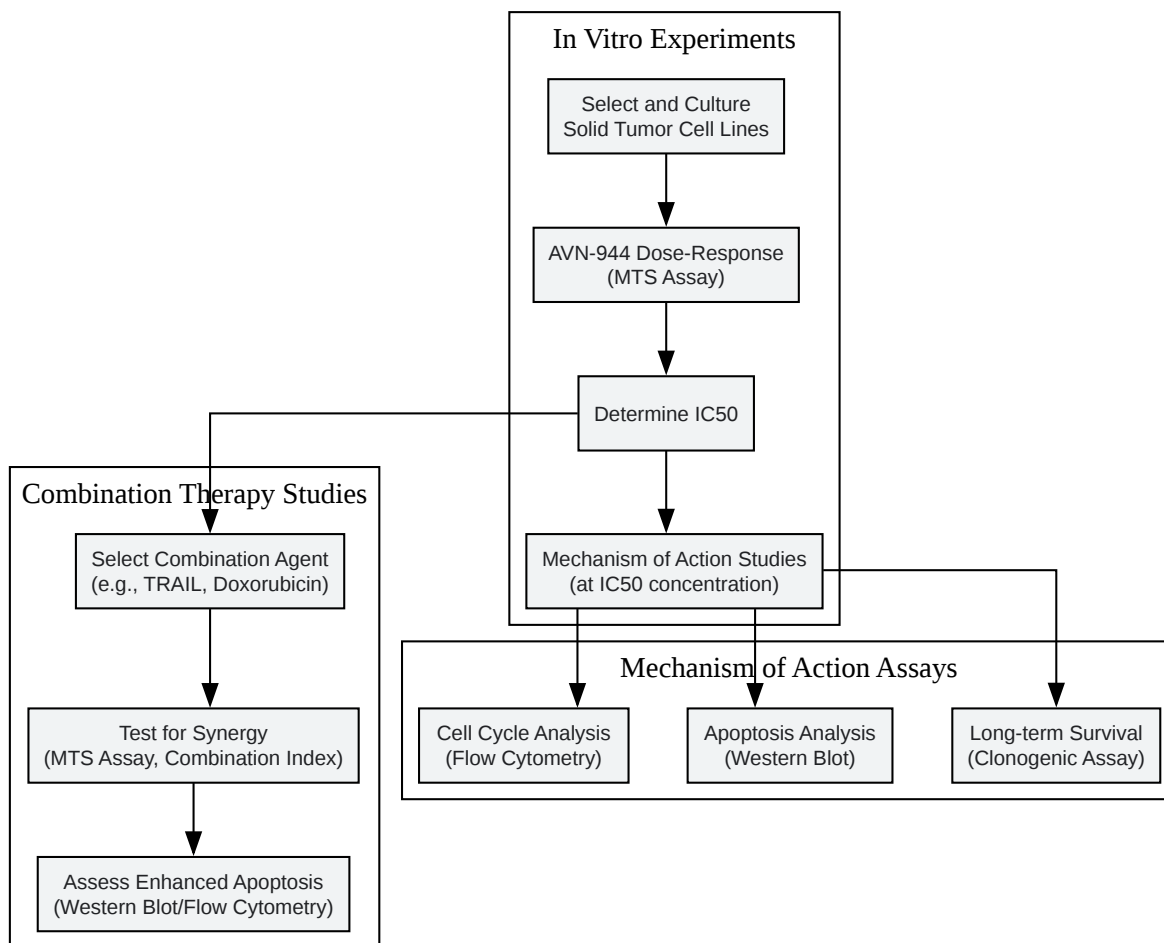 In Vitro Experiments
Select and Culture
Solid Tumor Cell Lines
AVN-944 Dose-Response
(MTS Assay)
Determine IC50
Mechanism of Action Studies
(at IC50 concentration)
Combination Therapy Studies
Select Combination Agent
(e.g., TRAIL, Doxorubicin)
Test for Synergy
(MTS Assay, Combination Index)
Assess Enhanced Apoptosis
(Western Blot/Flow Cytometry)
Mechanism of Action Assays
Cell Cycle Analysis
(Flow Cytometry)
Apoptosis Analysis
(Western Blot)
Long-term Survival
(Clonogenic Assay)